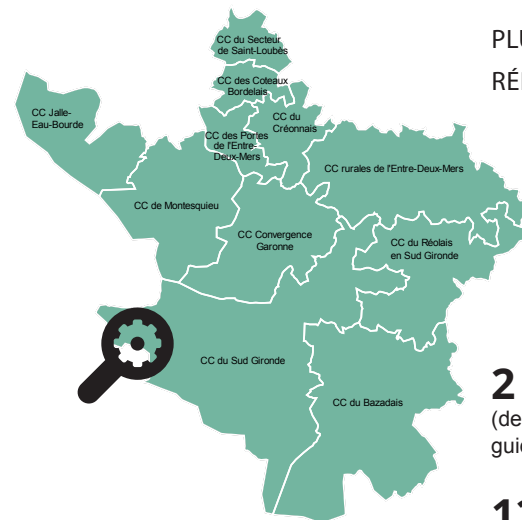 CC du Secteur
de Saint-Loubès
CC des Coteaux
Bordelais
CC Jalle-
Eau-Bourde
CC du
Créonnais
CC des Portes
de l'Entre-
Deux-Mers
CC rurales de l'Entre-Deux-Mers
CC de Montesquieu
CC Convergence
Garonne
CC du Réolais
en Sud Gironde
CC du Sud Gironde
CC du Bazadais
PLU
RÉ
2
(de
guid